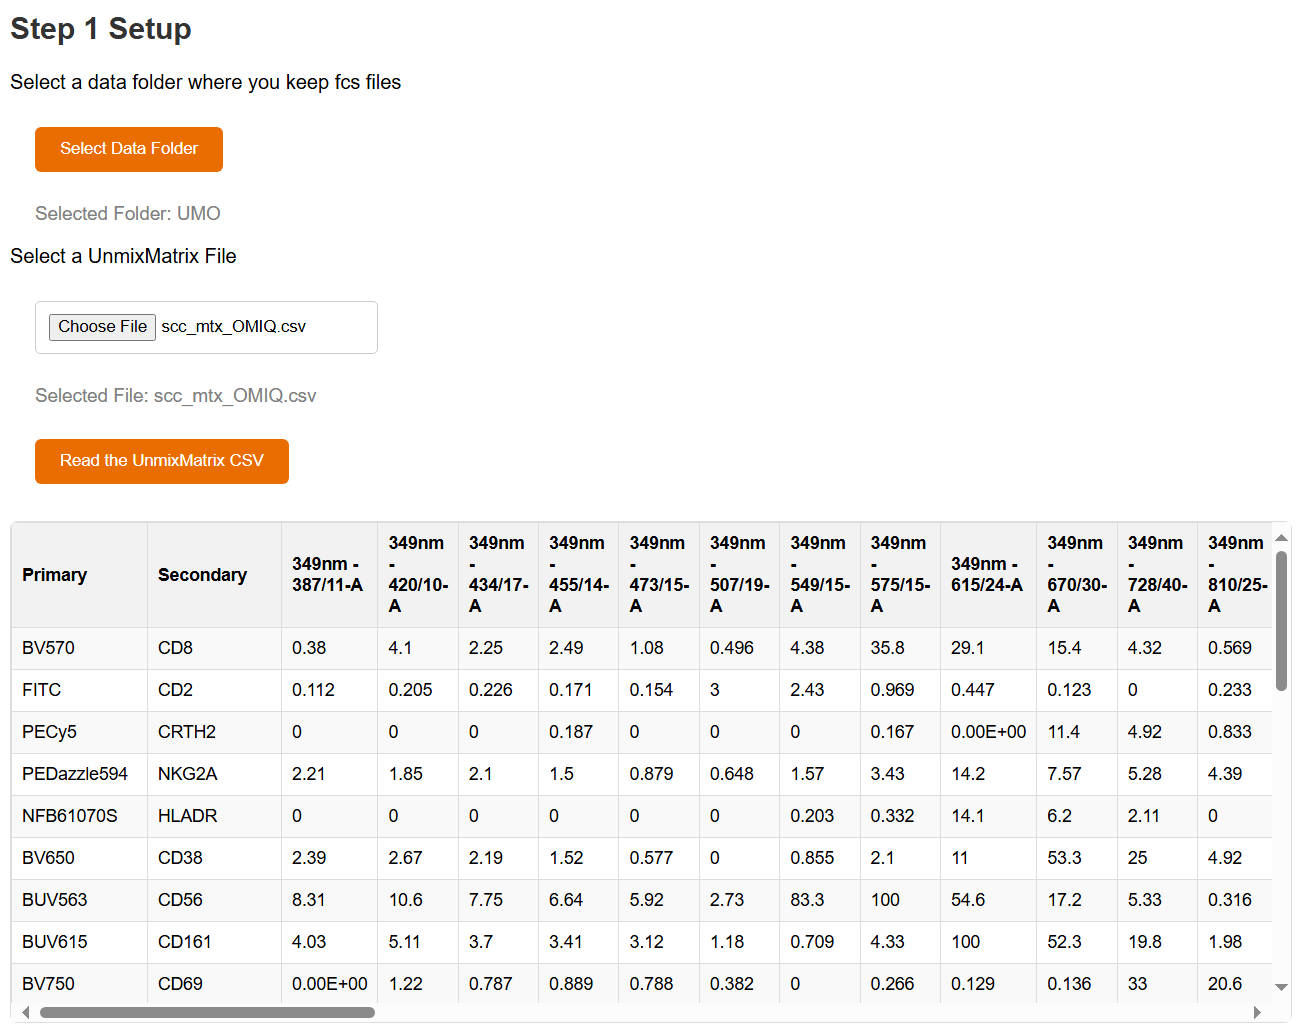 Step 1 Setup
Select a data folder where you keep fcs files
Select Data Folder
Selected Folder: UMO
Select a UnmixMatrix File
Choose File scc_mtx_OMIQ.csv
Selected File: scc_mtx_OMIQ.csv
Read the UnmixMatrix CSV
Primary Secondary 349nm - 387/11-A 349nm - 420/10-A 349nm - 434/17-A 349nm - 455/14-A 349nm - 473/15-A 349nm - 507/19-A 349nm - 549/15-A 349nm - 575/15-A 349nm - 615/24-A 349nm - 670/30-A 349nm - 728/40-A 349nm - 810/25-A
BV570 CD8 0.38 4.1 2.25 2.49 1.08 0.496 4.38 35.8 29.1 15.4 4.32 0.569
FITC CD2 0.112 0.205 0.226 0.171 0.154 3 2.43 0.969 0.447 0.123 0 0.233
PECy5 CRTH2 0 0 0 0.187 0 0 0 0.167 0.00E+00 11.4 4.92 0.833
PEDazzle594 NKG2A 2.21 1.85 2.1 1.5 0.879 0.648 1.57 3.43 14.2 7.57 5.28 4.39
NFB61070S HLADR 0 0 0 0 0 0 0.203 0.332 14.1 6.2 2.11 0
BV650 CD38 2.39 2.67 2.19 1.52 0.577 0 0.855 2.1 11 53.3 25 4.92
BUV563 CD56 8.31 10.6 7.75 6.64 5.92 2.73 83.3 100 54.6 17.2 5.33 0.316
BUV615 CD161 4.03 5.11 3.7 3.41 3.12 1.18 0.709 4.33 100 52.3 19.8 1.98
BV750 CD69 0.00E+00 1.22 0.787 0.889 0.788 0.382 0 0.266 0.129 0.136 33 20.6